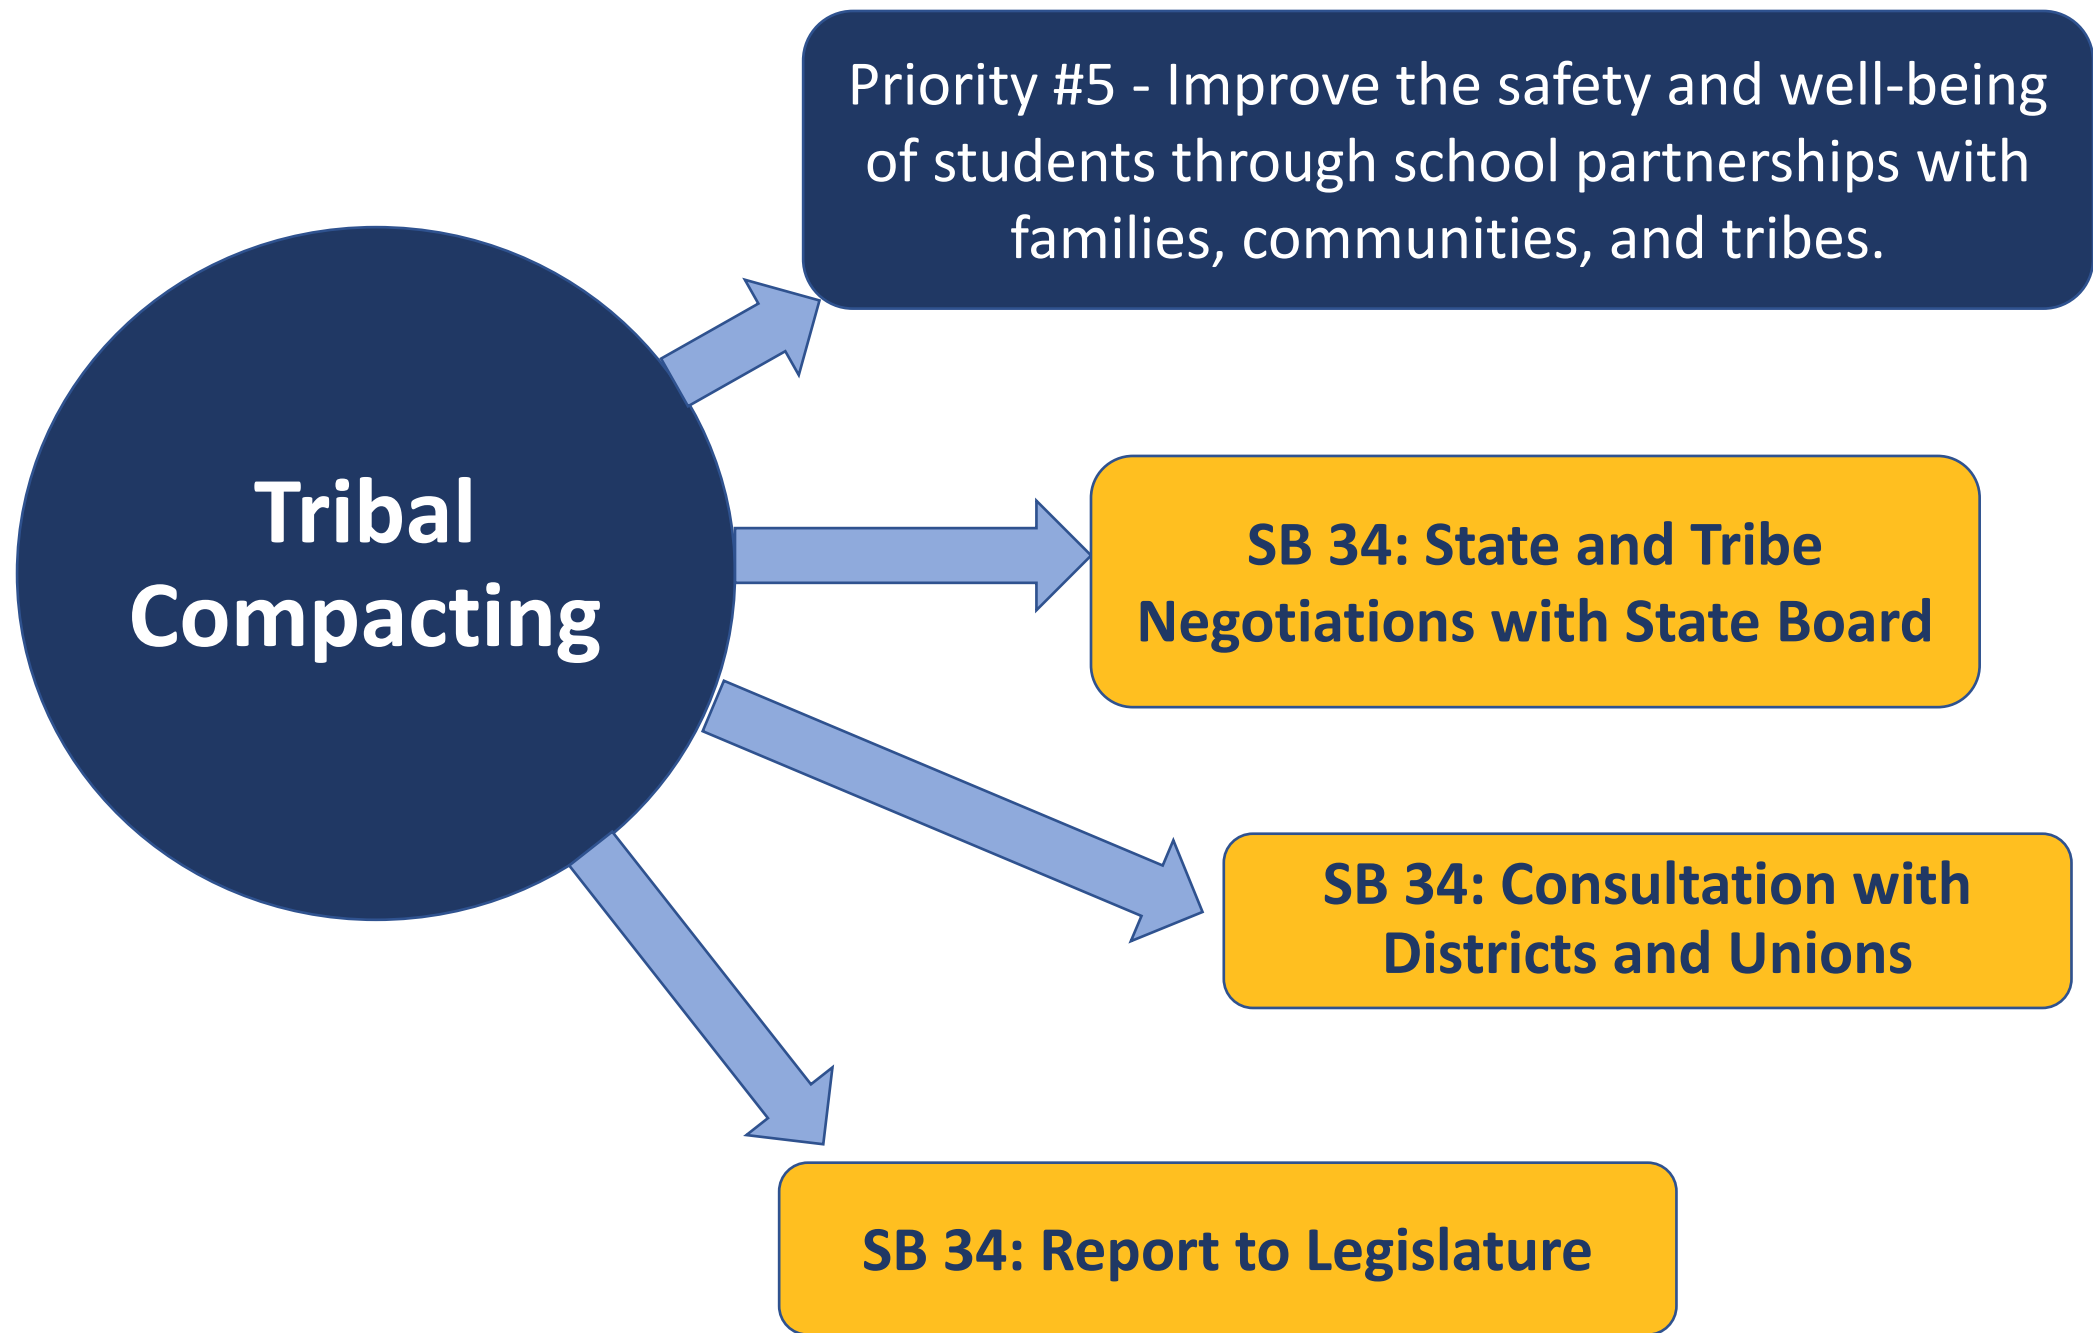 Priority #5 - Improve the safety and well-being
of students through school partnerships with
families, communities, and tribes.
Tribal
Compacting
SB 34: State and Tribe
Negotiations with State Board
SB 34: Consultation with
Districts and Unions
SB 34: Report to Legislature